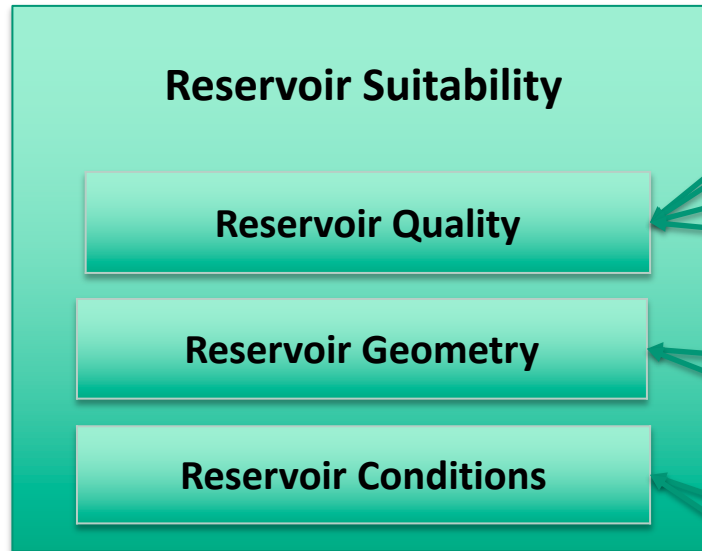 Reservoir Suitability
Reservoir Quality
Reservoir Geometry
Reservoir Conditions